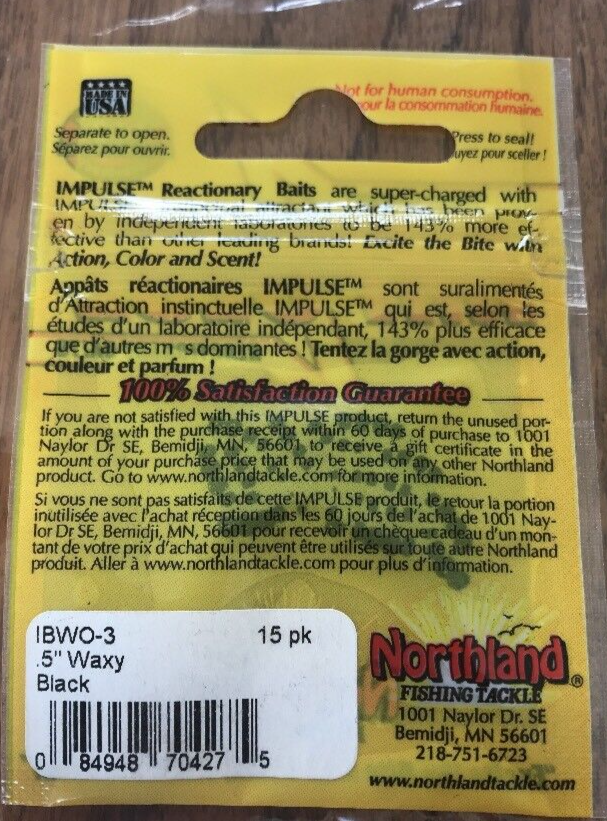 MADE IN
USA
Not for human consumption.
pour la consommation humaine.
Separate to open.
Séparez pour ouvrir.
Press to seal!
uyez pour sceller !
IMPULSE™ Reactionary Baits are super-charged with
IMPULSE attractant which has been prov-
en by independent laboratories to be 143% more ef-
fective than other leading brands! Excite the Bite with
Action, Color and Scent!
Appâts réactionaires IMPULSE™ sont suralimentés
d'Attraction instinctuelle IMPULSE™ qui est, selon les
études d'un laboratoire indépendant, 143% plus efficace
que d'autres m s dominantes ! Tentez la gorge avec action,
couleur et parfum !
100% Satisfaction Guarantee
If you are not satisfied with this IMPULSE product, return the unused por-
tion along with the purchase receipt within 60 days of purchase to 1001
Naylor Dr SE, Bemidji, MN, 56601 to receive a gift certificate in the
amount of your purchase price that may be used on any other Northland
product. Go to www.northlandtackle.com for more information.
Si vous ne sont pas satisfaits de cette IMPULSE produit, le retour la portion
inutilisée avec l'achat réception dans les 60 jours de l'achat de 1001 Nay-
lor Dr SE, Bemidji, MN, 56601 pour recevoir un chèque cadeau d'un mon-
tant de votre prix d'achat qui peuvent être utilisés sur toute autre Northland
produit. Aller à www.northlandtackle.com pour plus d'information.
IBWO-3 15 pk
.5" Waxy
Black
0 84948 70427 5
Northland®
FISHING TACKLE
1001 Naylor Dr. SE
Bemidji, MN 56601
218-751-6723
www.northlandtackle.com